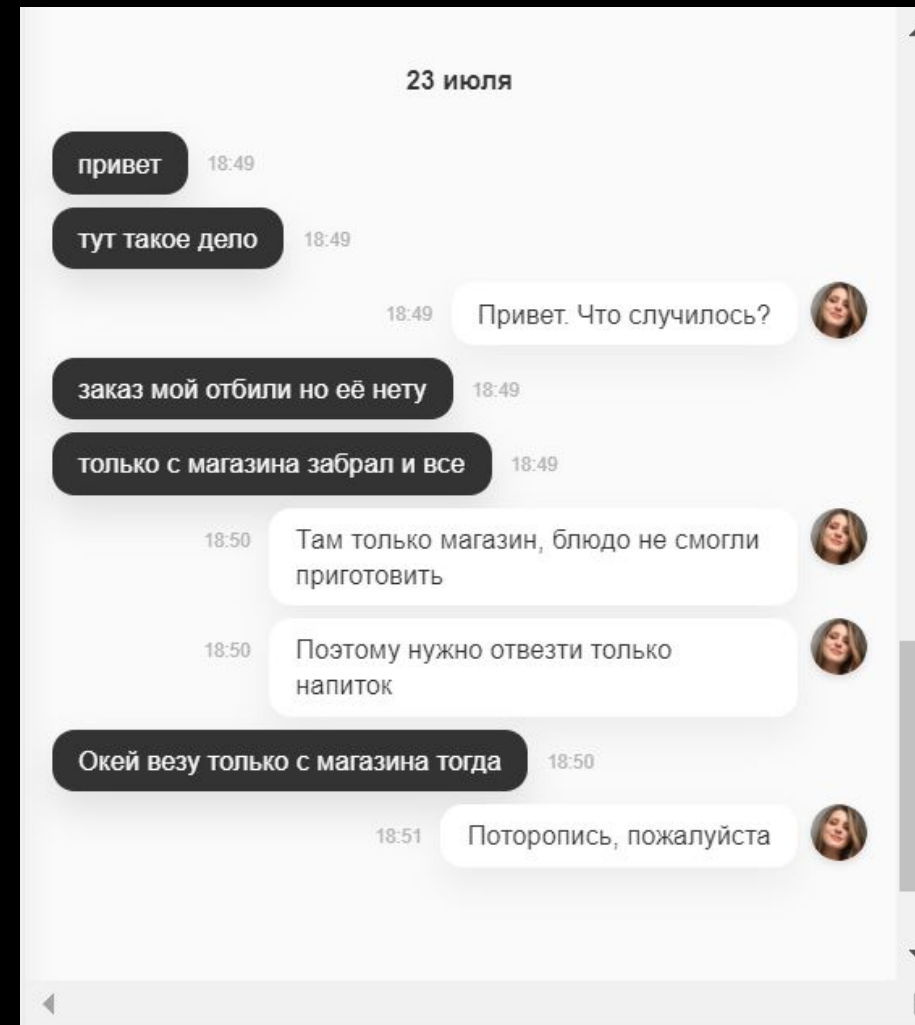 23 июля
привет
18:49
тут такое дело
18:49
18:49
Привет. Что случилось?
заказ мой отбили но её нету
18:49
только с магазина забрал и все
18:49
18:50
Там только магазин, блюдо не смогли
приготовить
18:50
Поэтому нужно отвезти только
напиток
Окей везу только с магазина тогда
18:50
18:51
Поторопись, пожалуйста